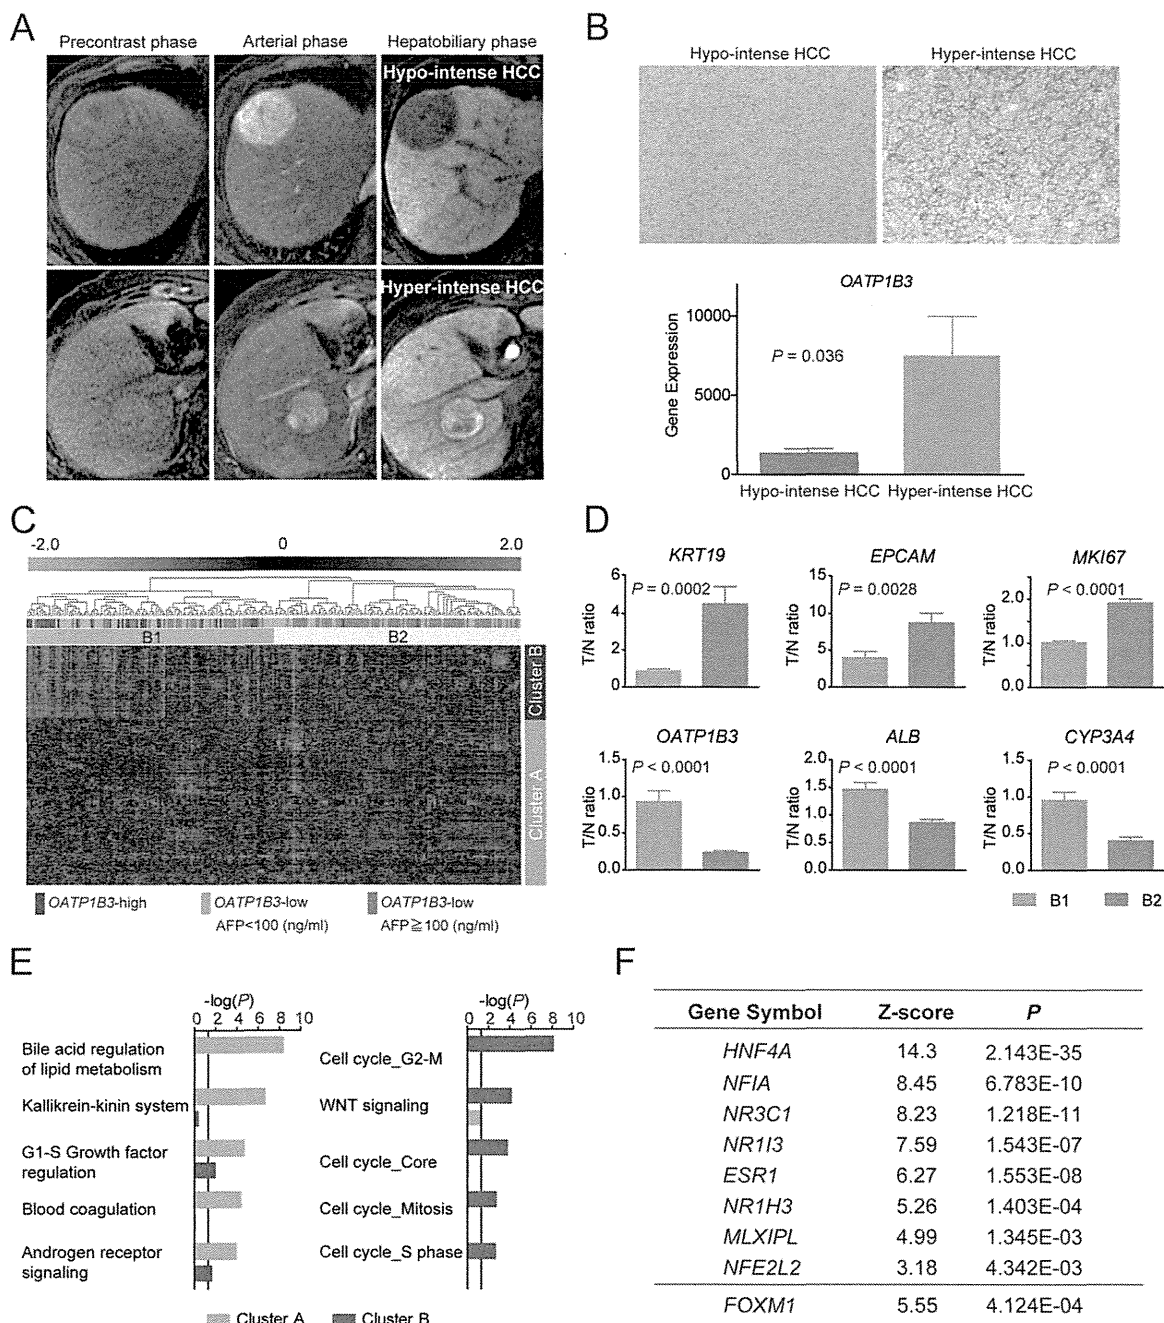 A
Precontrast phase
Arterial phase
Hepatobiliary phase
Hypo-intense HCC
Hyper-intense HCC
B
Hypo-intense HCC
Hyper-intense HCC
OATP1B3
Gene Expression
10000
5000
0
P = 0.036
Hypo-intense HCC
Hyper-intense HCC
C
-2.0
0
2.0
B1
B2
Cluster B
Cluster A
OATP1B3-high
OATP1B3-low
AFP<100 (ng/ml)
OATP1B3-low
AFP≧100 (ng/ml)
D
KRT19
T/N ratio
6
4
2
0
P = 0.0002
EPCAM
T/N ratio
15
10
5
0
P = 0.0028
MKI67
T/N ratio
2.0
1.0
0.0
P < 0.0001
OATP1B3
T/N ratio
1.5
1.0
0.5
0.0
P < 0.0001
ALB
T/N ratio
2.0
1.5
1.0
0.5
0.0
P < 0.0001
CYP3A4
T/N ratio
1.5
1.0
0.5
0.0
P < 0.0001
B1
B2
E
-log(P)
0 2 4 6 8 10
Bile acid regulation
of lipid metabolism
Kallikrein-kinin system
G1-S Growth factor
regulation
Blood coagulation
Androgen receptor
signaling
-log(P)
0 2 4 6 8 10
Cell cycle_G2-M
WNT signaling
Cell cycle_Core
Cell cycle_Mitosis
Cell cycle_S phase
Cluster A
Cluster B
F
Gene Symbol Z-score P
HNF4A 14.3 2.143E-35
NFIA 8.45 6.783E-10
NR3C1 8.23 1.218E-11
NR1I3 7.59 1.543E-07
ESR1 6.27 1.553E-08
NR1H3 5.26 1.403E-04
MLXIPL 4.99 1.345E-03
NFE2L2 3.18 4.342E-03
FOXM1 5.55 4.124E-04